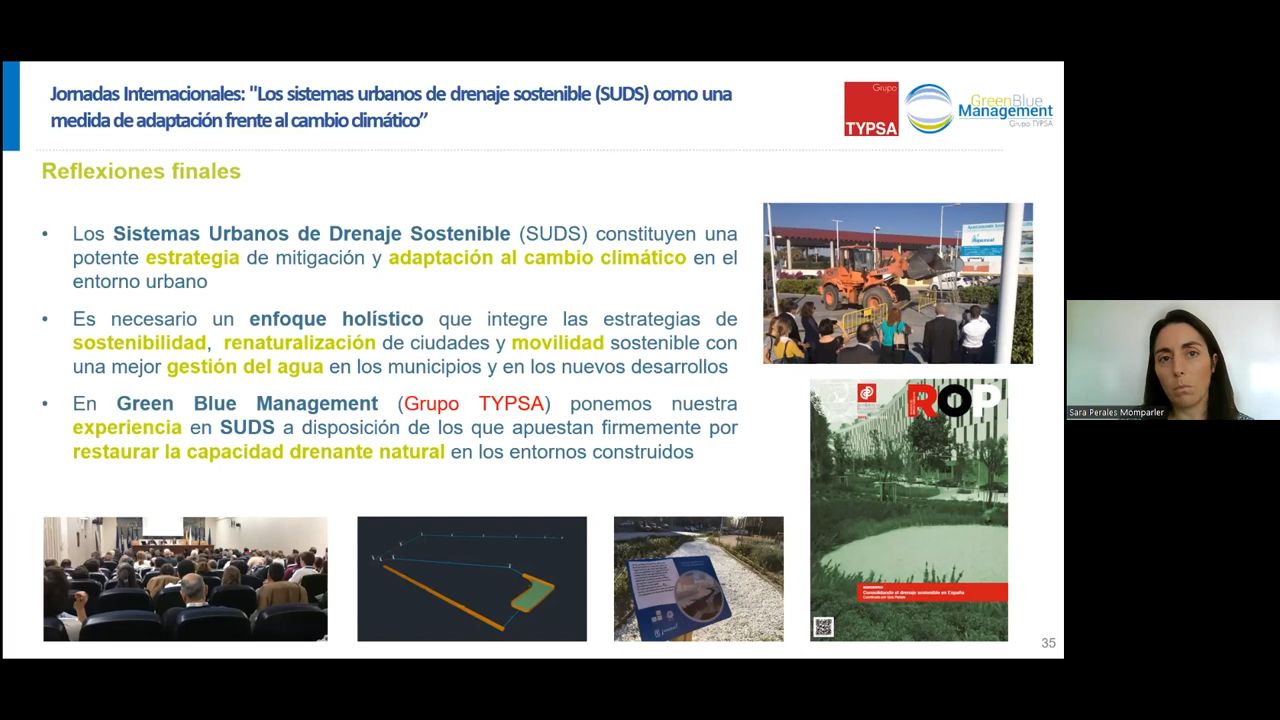 Jornadas Internacionales: "Los sistemas urbanos de drenaje sostenible (SUDS) como una
medida de adaptación frente al cambio climático”
Grupo
TYPSA
GreenBlue
Management
Grupo TYPSA
Reflexiones finales
• Los Sistemas Urbanos de Drenaje Sostenible (SUDS) constituyen una
potente estrategia de mitigación y adaptación al cambio climático en el
entorno urbano
• Es necesario un enfoque holístico que integre las estrategias de
sostenibilidad, renaturalización de ciudades y movilidad sostenible con
una mejor gestión del agua en los municipios y en los nuevos desarrollos
• En Green Blue Management (Grupo TYPSA) ponemos nuestra
experiencia en SUDS a disposición de los que apuestan firmemente por
restaurar la capacidad drenante natural en los entornos construidos
ROP
Consolidando el drenaje sostenible en España
35
Sara Perales Momparler